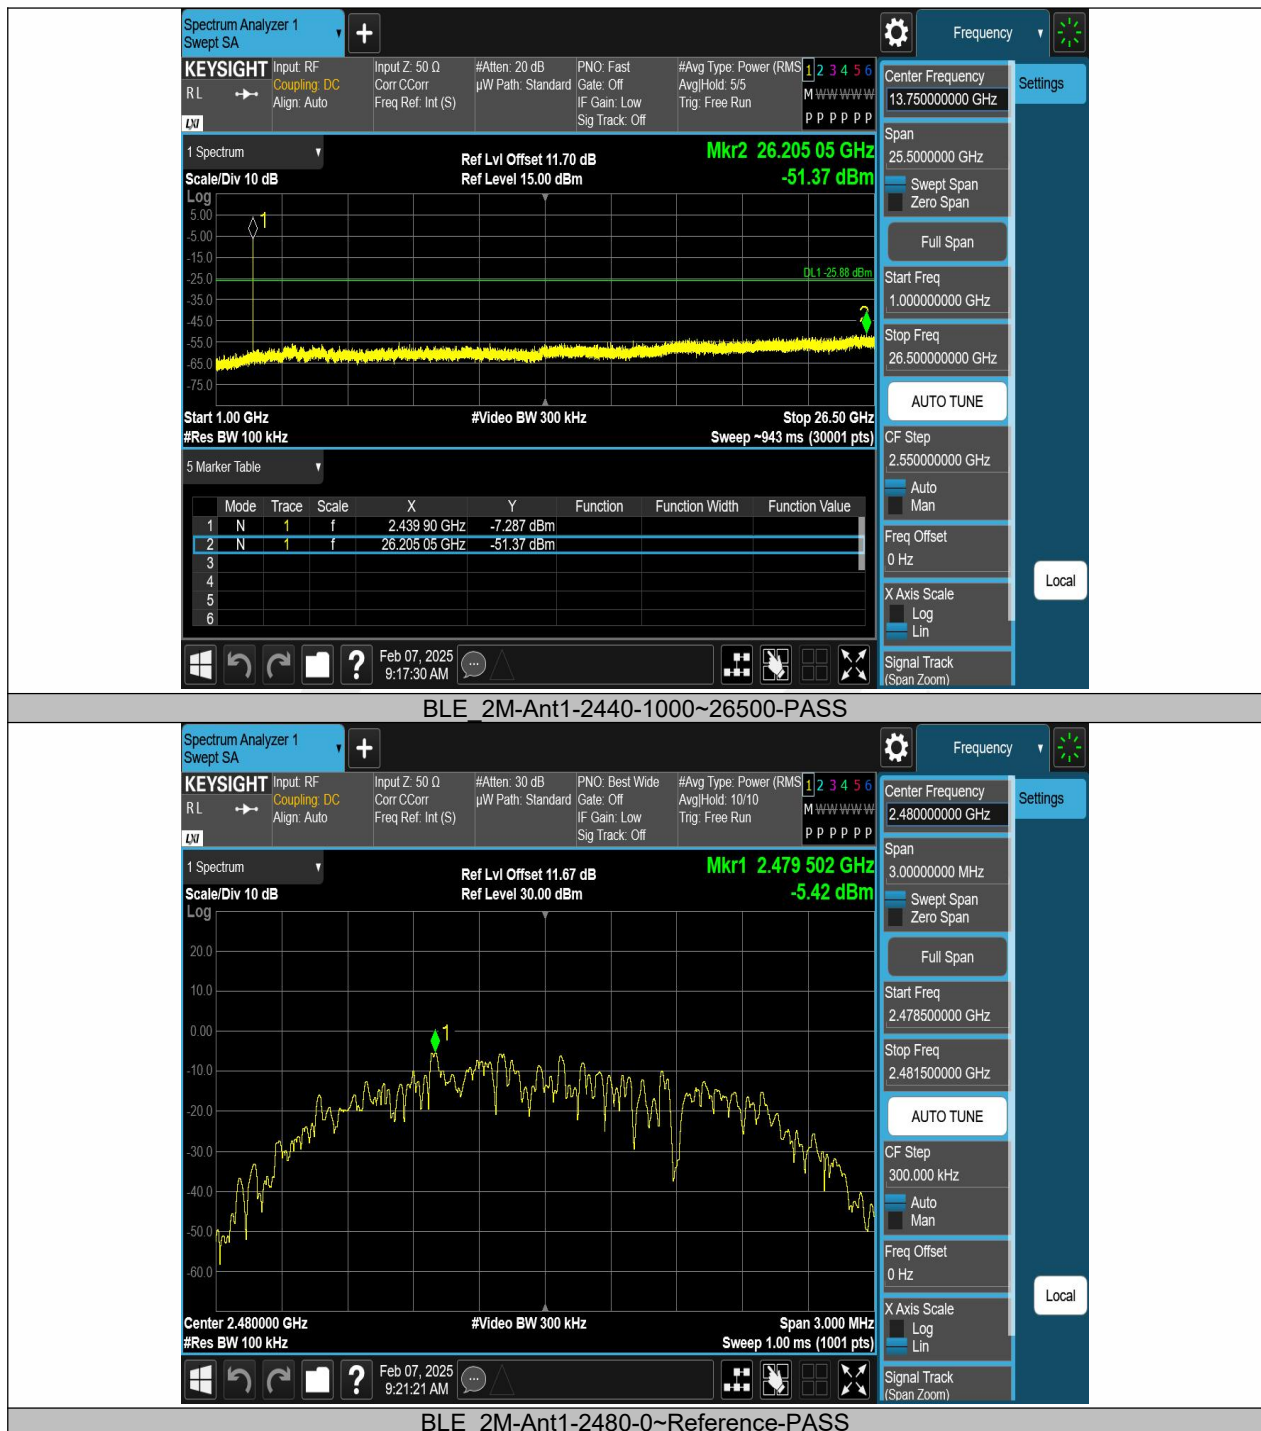 Spectrum Analyzer 1
Swept SA
Frequency
KEYSIGHT
RL
LXI
Input: RF
Coupling: DC
Align: Auto
Input Z: 50 Ω
Corr CCorr
Freq Ref: Int (S)
#Atten: 20 dB
µW Path: Standard
PNO: Fast
Gate: Off
IF Gain: Low
Sig Track: Off
#Avg Type: Power (RMS
Avg|Hold: 5/5
Trig: Free Run
1 2 3 4 5 6
M W W W W W
P P P P P P
1 Spectrum
Scale/Div 10 dB
Ref Lvl Offset 11.70 dB
Ref Level 15.00 dBm
Mkr2 26.205 05 GHz
-51.37 dBm
Log
5.00
-5.00
-15.0
-25.0
-35.0
-45.0
-55.0
-65.0
-75.0
1
DL1 -25.88 dBm
2
Start 1.00 GHz
#Res BW 100 kHz
#Video BW 300 kHz
Stop 26.50 GHz
Sweep ~943 ms (30001 pts)
5 Marker Table
Mode Trace Scale X Y Function Function Width Function Value
1 N 1 f 2.439 90 GHz -7.287 dBm
2 N 1 f 26.205 05 GHz -51.37 dBm
3
4
5
6
?
Feb 07, 2025
9:17:30 AM
Center Frequency
13.750000000 GHz
Span
25.5000000 GHz
Swept Span
Zero Span
Full Span
Start Freq
1.000000000 GHz
Stop Freq
26.500000000 GHz
AUTO TUNE
CF Step
2.550000000 GHz
Auto
Man
Freq Offset
0 Hz
X Axis Scale
Log
Lin
Signal Track
(Span Zoom)
Settings
Local
BLE_2M-Ant1-2440-1000~26500-PASS
Spectrum Analyzer 1
Swept SA
Frequency
KEYSIGHT
RL
LXI
Input: RF
Coupling: DC
Align: Auto
Input Z: 50 Ω
Corr CCorr
Freq Ref: Int (S)
#Atten: 30 dB
µW Path: Standard
PNO: Best Wide
Gate: Off
IF Gain: Low
Sig Track: Off
#Avg Type: Power (RMS
Avg|Hold: 10/10
Trig: Free Run
1 2 3 4 5 6
M W W W W W
P P P P P P
1 Spectrum
Scale/Div 10 dB
Ref Lvl Offset 11.67 dB
Ref Level 30.00 dBm
Mkr1 2.479 502 GHz
-5.42 dBm
Log
20.0
10.0
0.00
-10.0
-20.0
-30.0
-40.0
-50.0
-60.0
1
Center 2.480000 GHz
#Res BW 100 kHz
#Video BW 300 kHz
Span 3.000 MHz
Sweep 1.00 ms (1001 pts)
?
Feb 07, 2025
9:21:21 AM
Center Frequency
2.480000000 GHz
Span
3.00000000 MHz
Swept Span
Zero Span
Full Span
Start Freq
2.478500000 GHz
Stop Freq
2.481500000 GHz
AUTO TUNE
CF Step
300.000 kHz
Auto
Man
Freq Offset
0 Hz
X Axis Scale
Log
Lin
Signal Track
(Span Zoom)
Settings
Local
BLE_2M-Ant1-2480-0~Reference-PASS